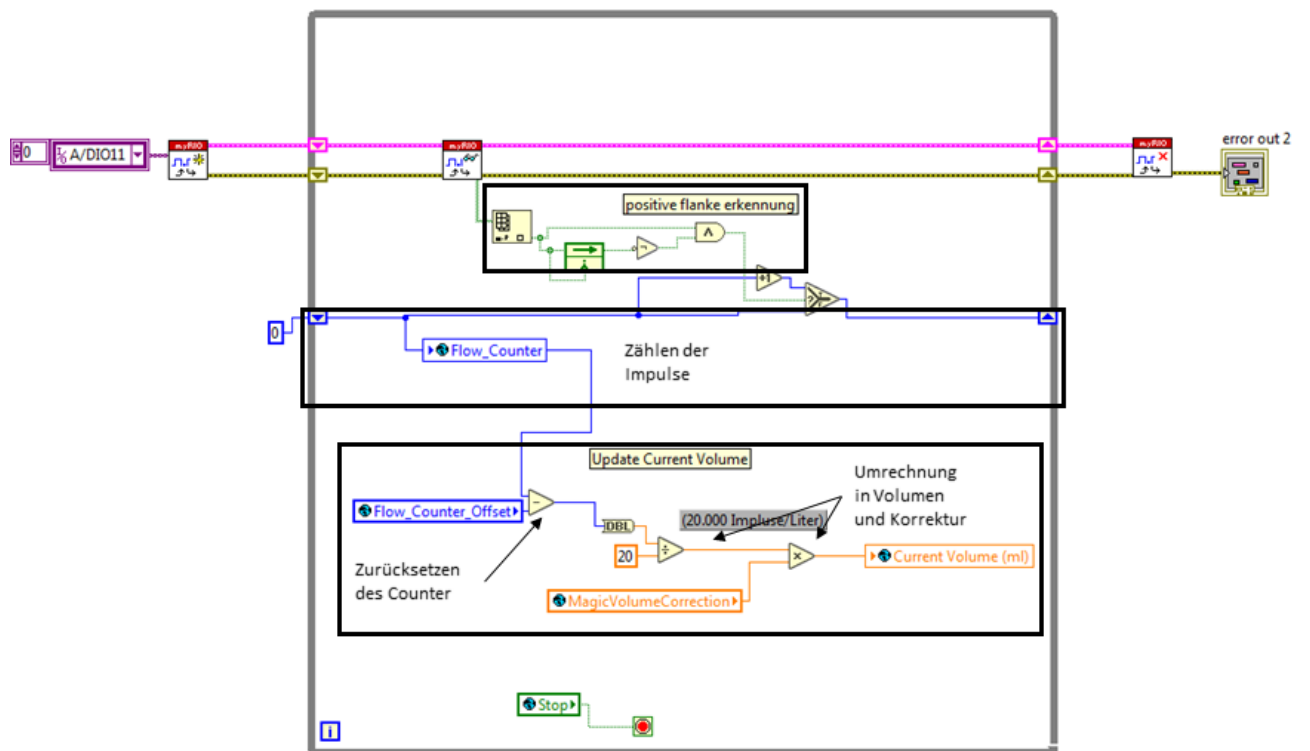 0
A/DIO11
myRIO
myRIO
myRIO
error out 2
positive flanke erkennung
+1
0
Flow_Counter
Zählen der
Impulse
Update Current Volume
Umrechnung
in Volumen
und Korrektur
Flow_Counter_Offset
DBL
(20.000 Impluse/Liter)
20
Current Volume (ml)
Zurücksetzen
des Counter
MagicVolumeCorrection
Stop
i